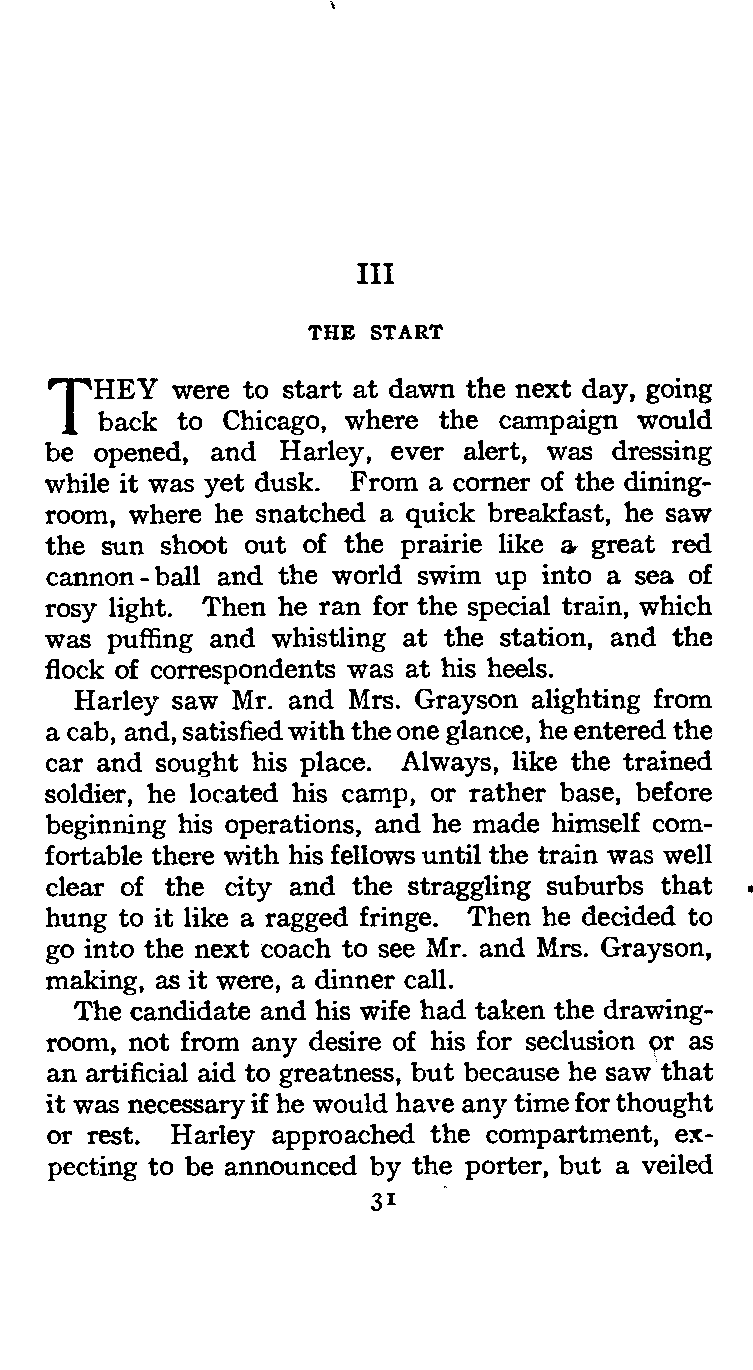 III
THE START
THEY were to start at dawn the next day, going
back to Chicago, where the campaign would
be opened, and Harley, ever alert, was dressing
while it was yet dusk. From a corner of the dining-
room, where he snatched a quick breakfast, he saw
the sun shoot out of the prairie like a great red
cannon-ball and the world swim up into a sea of
rosy light. Then he ran for the special train, which
was puffing and whistling at the station, and the
flock of correspondents was at his heels.
Harley saw Mr. and Mrs. Grayson alighting from
a cab, and, satisfied with the one glance, he entered the
car and sought his place. Always, like the trained
soldier, he located his camp, or rather base, before
beginning his operations, and he made himself com-
fortable there with his fellows until the train was well
clear of the city and the straggling suburbs that
hung to it like a ragged fringe. Then he decided to
go into the next coach to see Mr. and Mrs. Grayson,
making, as it were, a dinner call.
The candidate and his wife had taken the drawing-
room, not from any desire of his for seclusion or as
an artificial aid to greatness, but because he saw that
it was necessary if he would have any time for thought
or rest. Harley approached the compartment, ex-
pecting to be announced by the porter, but a veiled
31